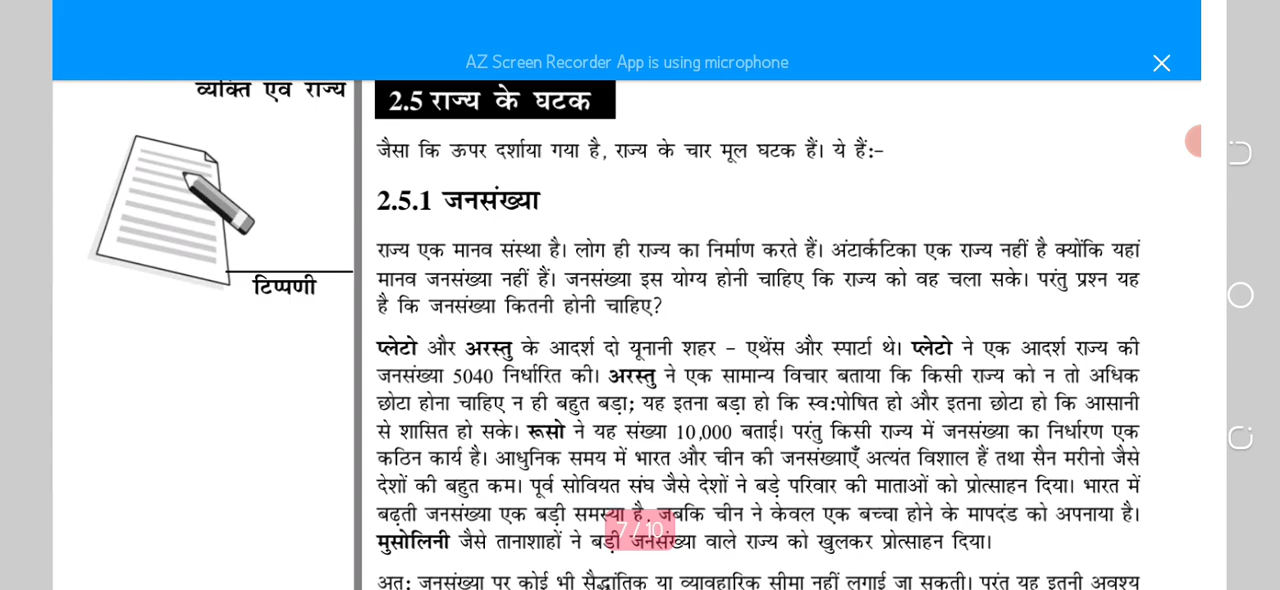 AZ Screen Recorder App is using microphone
व्यक्ति एवं राज्य
2.5 राज्य के घटक
जैसा कि ऊपर दर्शाया गया है, राज्य के चार मूल घटक हैं। ये हैं:–
2.5.1 जनसंख्या
टिप्पणी
राज्य एक मानव संस्था है। लोग ही राज्य का निर्माण करते हैं। अंटार्कटिका एक राज्य नहीं है क्योंकि यहां
मानव जनसंख्या नहीं हैं। जनसंख्या इस योग्य होनी चाहिए कि राज्य को वह चला सके। परंतु प्रश्न यह
है कि जनसंख्या कितनी होनी चाहिए?
प्लेटो और अरस्तु के आदर्श दो यूनानी शहर – एथेंस और स्पार्टा थे। प्लेटो ने एक आदर्श राज्य की
जनसंख्या 5040 निर्धारित की। अरस्तु ने एक सामान्य विचार बताया कि किसी राज्य को न तो अधिक
छोटा होना चाहिए न ही बहुत बड़ा; यह इतना बड़ा हो कि स्व:पोषित हो और इतना छोटा हो कि आसानी
से शासित हो सके। रूसो ने यह संख्या 10,000 बताई। परंतु किसी राज्य में जनसंख्या का निर्धारण एक
कठिन कार्य है। आधुनिक समय में भारत और चीन की जनसंख्याएँ अत्यंत विशाल हैं तथा सैन मरीनो जैसे
देशों की बहुत कम। पूर्व सोवियत संघ जैसे देशों ने बड़े परिवार की माताओं को प्रोत्साहन दिया। भारत में
बढ़ती जनसंख्या एक बड़ी समस्या है, जबकि चीन ने केवल एक बच्चा होने के मापदंड को अपनाया है।
7 / 10
मुसोलिनी जैसे तानाशाहों ने बड़ी जनसंख्या वाले राज्य को खुलकर प्रोत्साहन दिया।
अत: जनसंख्या पर कोई भी सैद्धांतिक या व्यावहारिक सीमा नहीं लगाई जा सकती। परंतु यह इतनी अवश्य